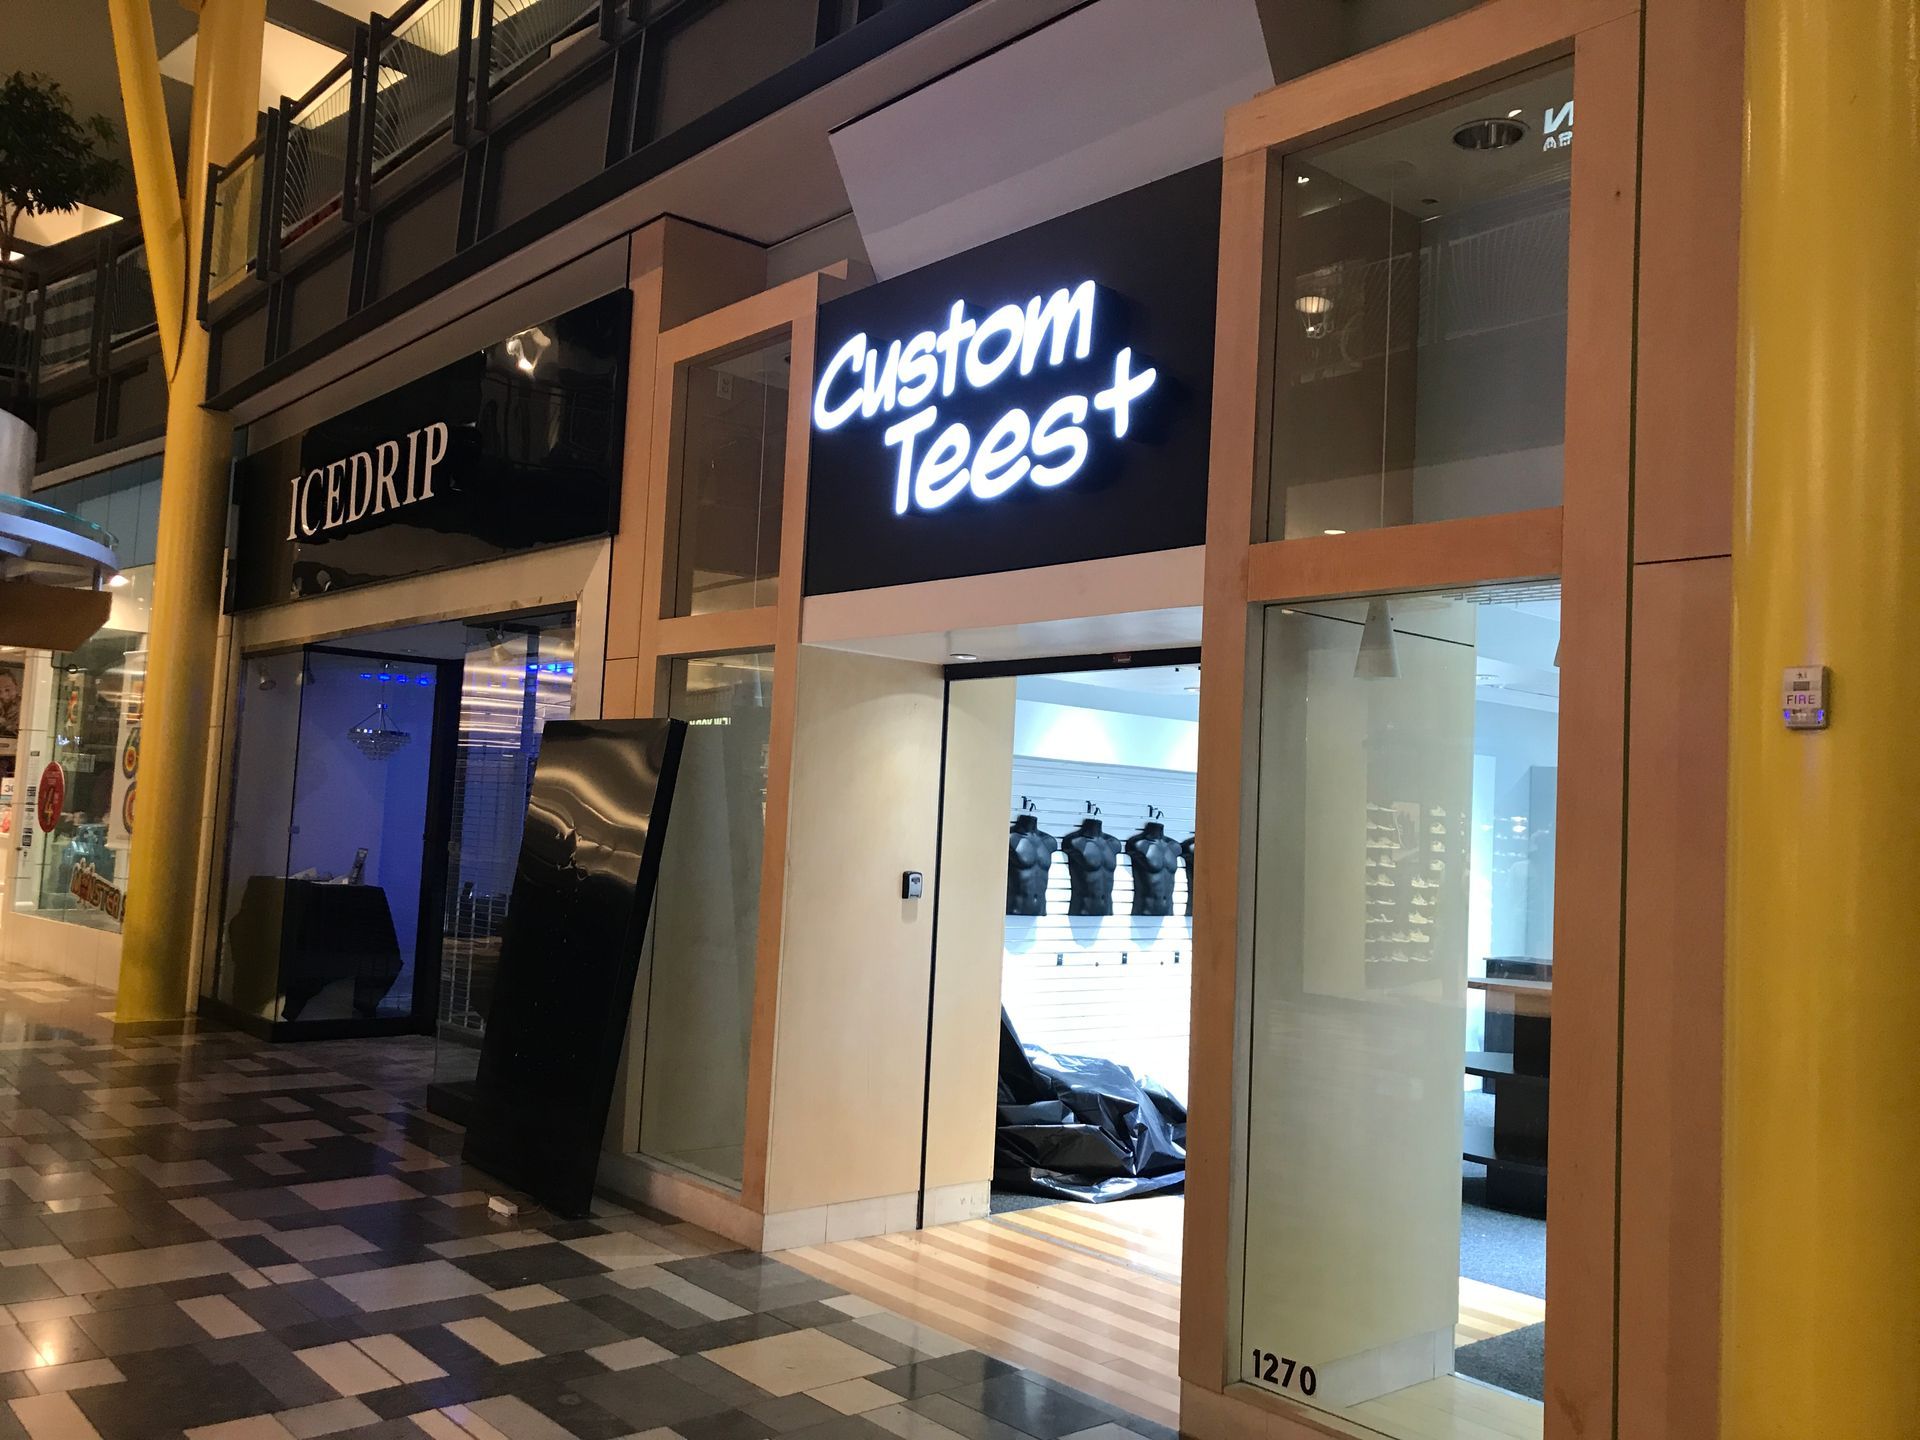 ICEDRIP
Custom
Tees+
FIRE
1270